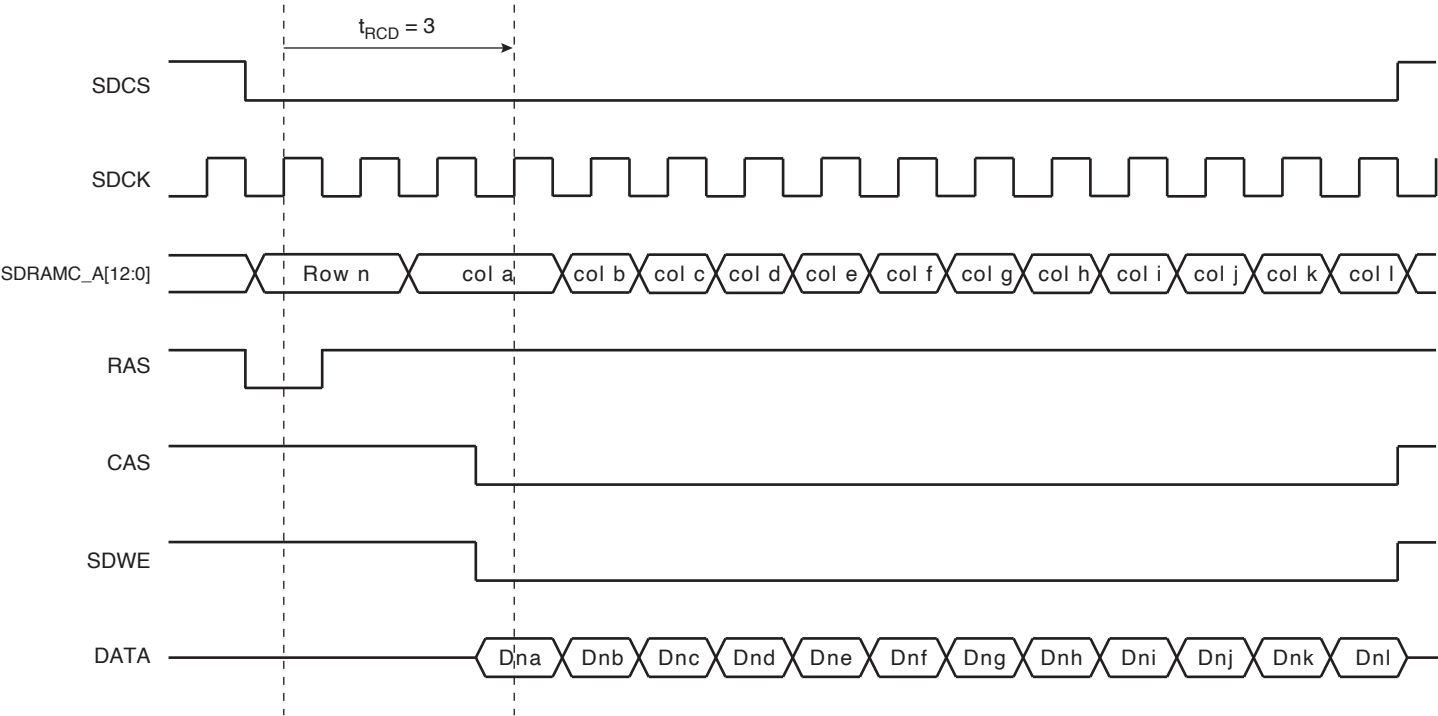 tRCD = 3
SDCS
SDCK
SDRAMC_A[12:0] Row n col a col b col c col d col e col f col g col h col i col j col k col l
RAS
CAS
SDWE
DATA Dna Dnb Dnc Dnd Dne Dnf Dng Dnh Dni Dnj Dnk Dnl